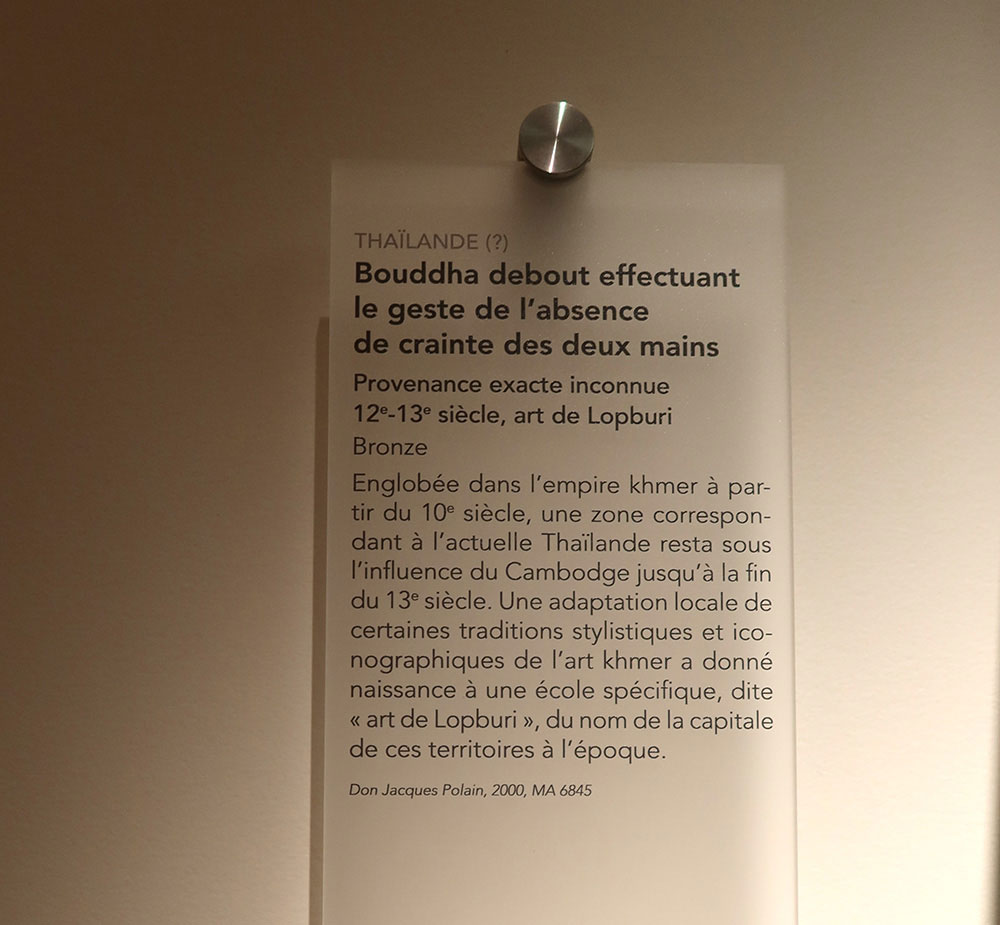 THAÏLANDE (?)
Bouddha debout effectuant
le geste de l'absence
de crainte des deux mains
Provenance exacte inconnue
12e-13e siècle, art de Lopburi
Bronze
Englobée dans l'empire khmer à par-
tir du 10e siècle, une zone correspon-
dant à l'actuelle Thaïlande resta sous
l'influence du Cambodge jusqu'à la fin
du 13e siècle. Une adaptation locale de
certaines traditions stylistiques et ico-
nographiques de l'art khmer a donné
naissance à une école spécifique, dite
« art de Lopburi », du nom de la capitale
de ces territoires à l'époque.
Don Jacques Polain, 2000, MA 6845